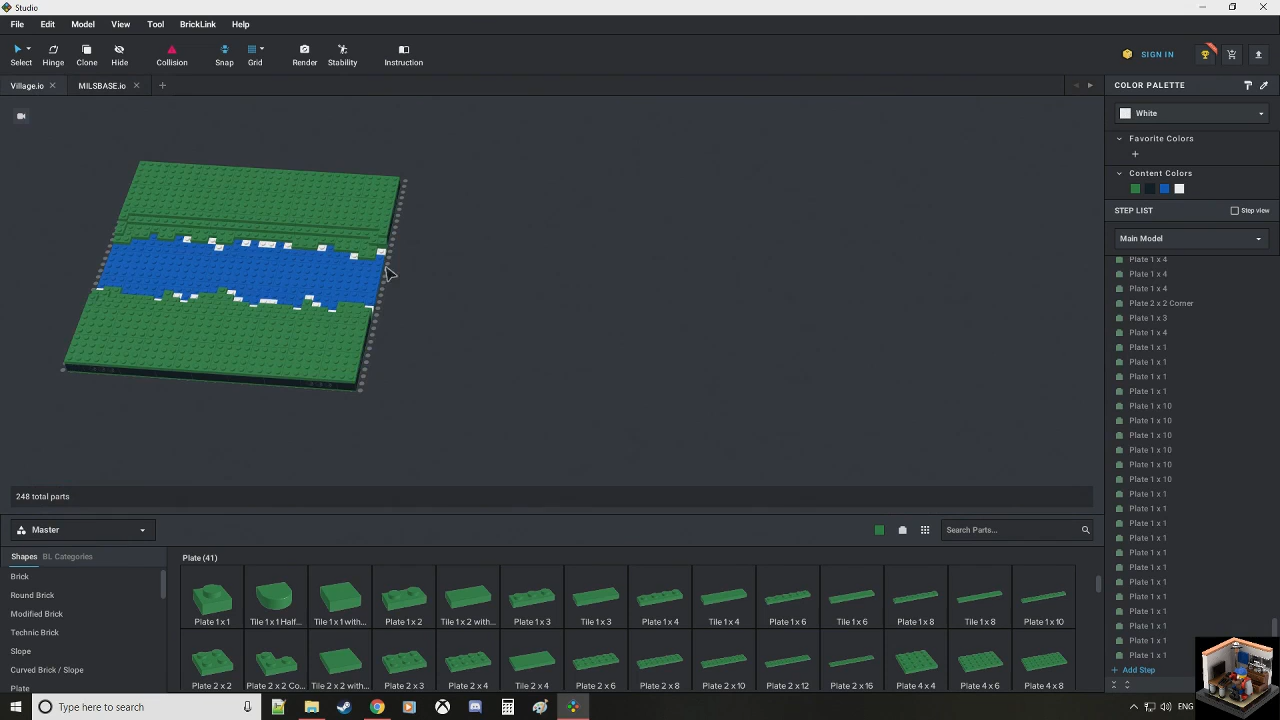 Studio
File Edit Model View Tool BrickLink Help
Select Hinge Clone Hide Collision Snap Grid Render Stability Instruction
SIGN IN
Village.io MILSBASE.io
COLOR PALETTE
White
Favorite Colors
Content Colors
STEP LIST Step view
Main Model
Plate 1 x 4
Plate 1 x 4
Plate 1 x 4
Plate 2 x 2 Corner
Plate 1 x 3
Plate 1 x 4
Plate 1 x 1
Plate 1 x 1
Plate 1 x 1
Plate 1 x 1
Plate 1 x 10
Plate 1 x 10
Plate 1 x 10
Plate 1 x 10
Plate 1 x 10
Plate 1 x 10
Plate 1 x 1
Plate 1 x 1
Plate 1 x 1
Plate 1 x 1
Plate 1 x 1
Plate 1 x 1
Plate 1 x 1
Plate 1 x 1
Plate 1 x 1
Plate 1 x 1
Plate 1 x 1
Plate 1 x 1
Add Step
248 total parts
Master
Search Parts...
Shapes BL Categories
Brick
Round Brick
Modified Brick
Technic Brick
Slope
Curved Brick / Slope
Plate
Plate (41)
Plate 1 x 1 Tile 1 x 1 Half... Tile 1 x 1 with... Plate 1 x 2 Tile 1 x 2 with... Plate 1 x 3 Tile 1 x 3 Plate 1 x 4 Tile 1 x 4 Plate 1 x 6 Tile 1 x 6 Plate 1 x 8 Tile 1 x 8 Plate 1 x 10
Plate 2 x 2 Plate 2 x 2 Co... Tile 2 x 2 with... Plate 2 x 3 Plate 2 x 4 Tile 2 x 4 Plate 2 x 6 Plate 2 x 8 Plate 2 x 10 Plate 2 x 12 Plate 2 x 16 Plate 4 x 4 Plate 4 x 6 Plate 4 x 8
Type here to search
ENG